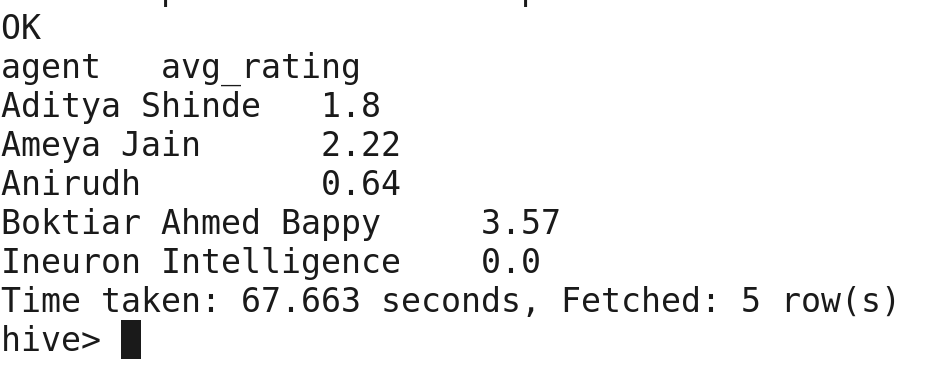 OK
agent   avg_rating
Aditya Shinde   1.8
Ameya Jain      2.22
Anirudh         0.64
Boktiar Ahmed Bappy     3.57
Ineuron Intelligence    0.0
Time taken: 67.663 seconds, Fetched: 5 row(s)
hive>